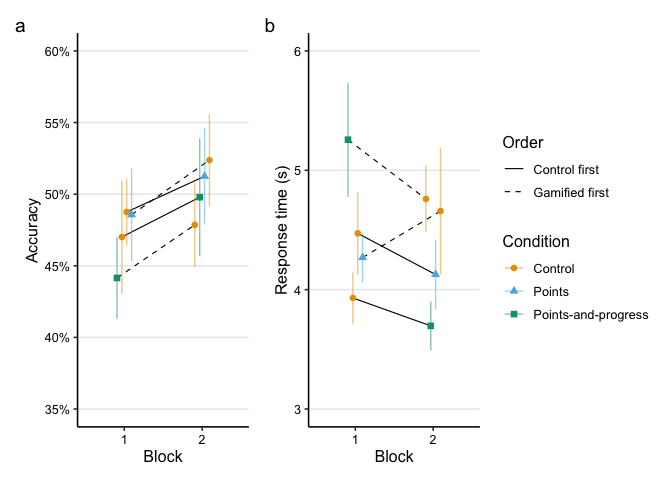 a
60%
55%
50%
45%
40%
35%
Accuracy
1
2
Block
b
6
5
4
3
Response time (s)
1
2
Block
Order
Control first
Gamified first
Condition
Control
Points
Points-and-progress